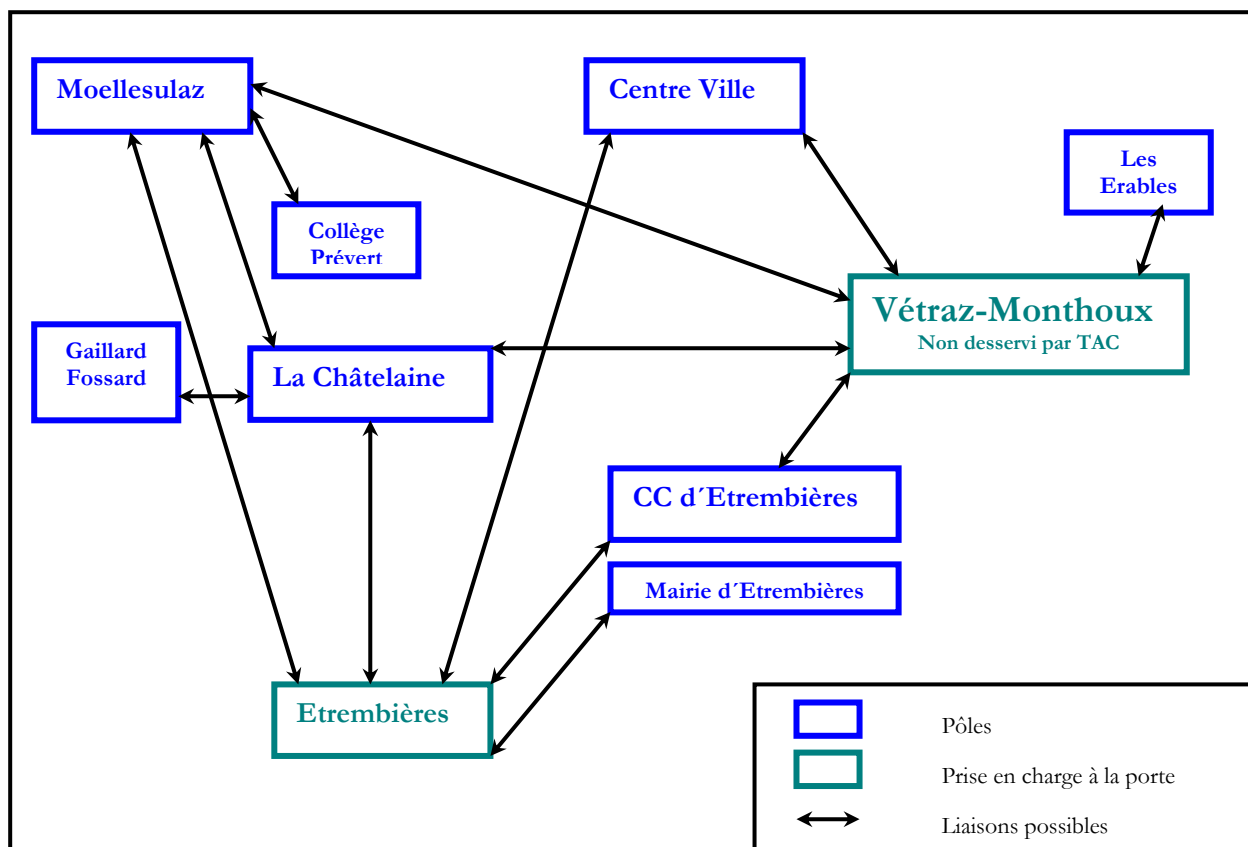 Moellesulaz
Centre Ville
Les
Erables
Collège
Prévert
Vétraz-Monthoux
Non desservi par TAC
Gaillard
Fossard
La Châtelaine
CC d´Etrembières
Mairie d´Etrembières
Etrembières
Pôles
Prise en charge à la porte
Liaisons possibles